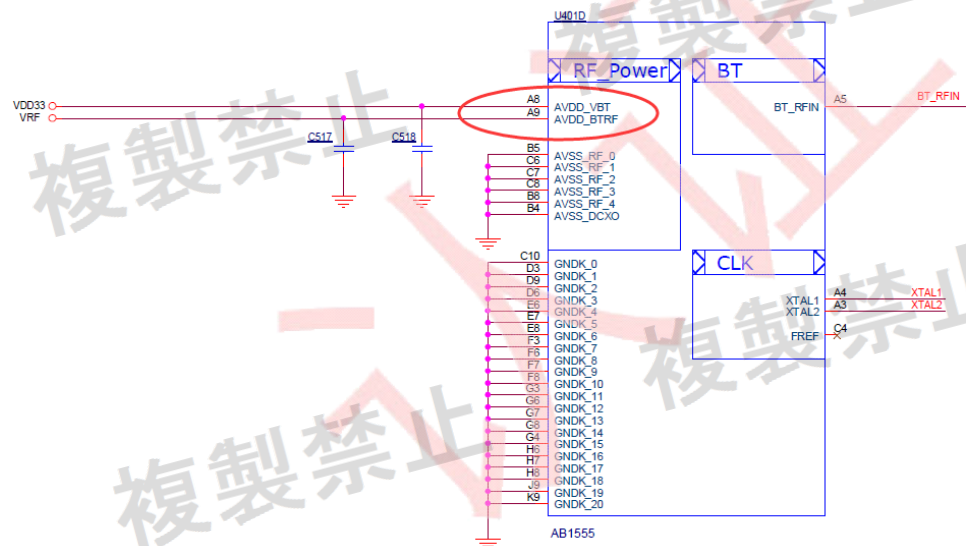 U401D
RF_Power
BT
VDD33
VRF
A8
A9
AVDD_VBT
AVDD_BTRF
BT_RFIN
A5
BT_RFIN
C517
C518
B5
C6
C7
C8
B8
B4
AVSS_RF_0
AVSS_RF_1
AVSS_RF_2
AVSS_RF_3
AVSS_RF_4
AVSS_DCXO
CLK
C10
D3
D9
D6
E6
E7
E8
F3
F6
F7
F8
G3
G6
G7
G8
G4
H6
H7
H8
J9
K9
GNDK_0
GNDK_1
GNDK_2
GNDK_3
GNDK_4
GNDK_5
GNDK_6
GNDK_7
GNDK_8
GNDK_9
GNDK_10
GNDK_11
GNDK_12
GNDK_13
GNDK_14
GNDK_15
GNDK_16
GNDK_17
GNDK_18
GNDK_19
GNDK_20
XTAL1
XTAL2
FREF
A4
A3
C4
XTAL1
XTAL2
AB1555
複製禁止
複製禁止
複製禁止
複製禁止